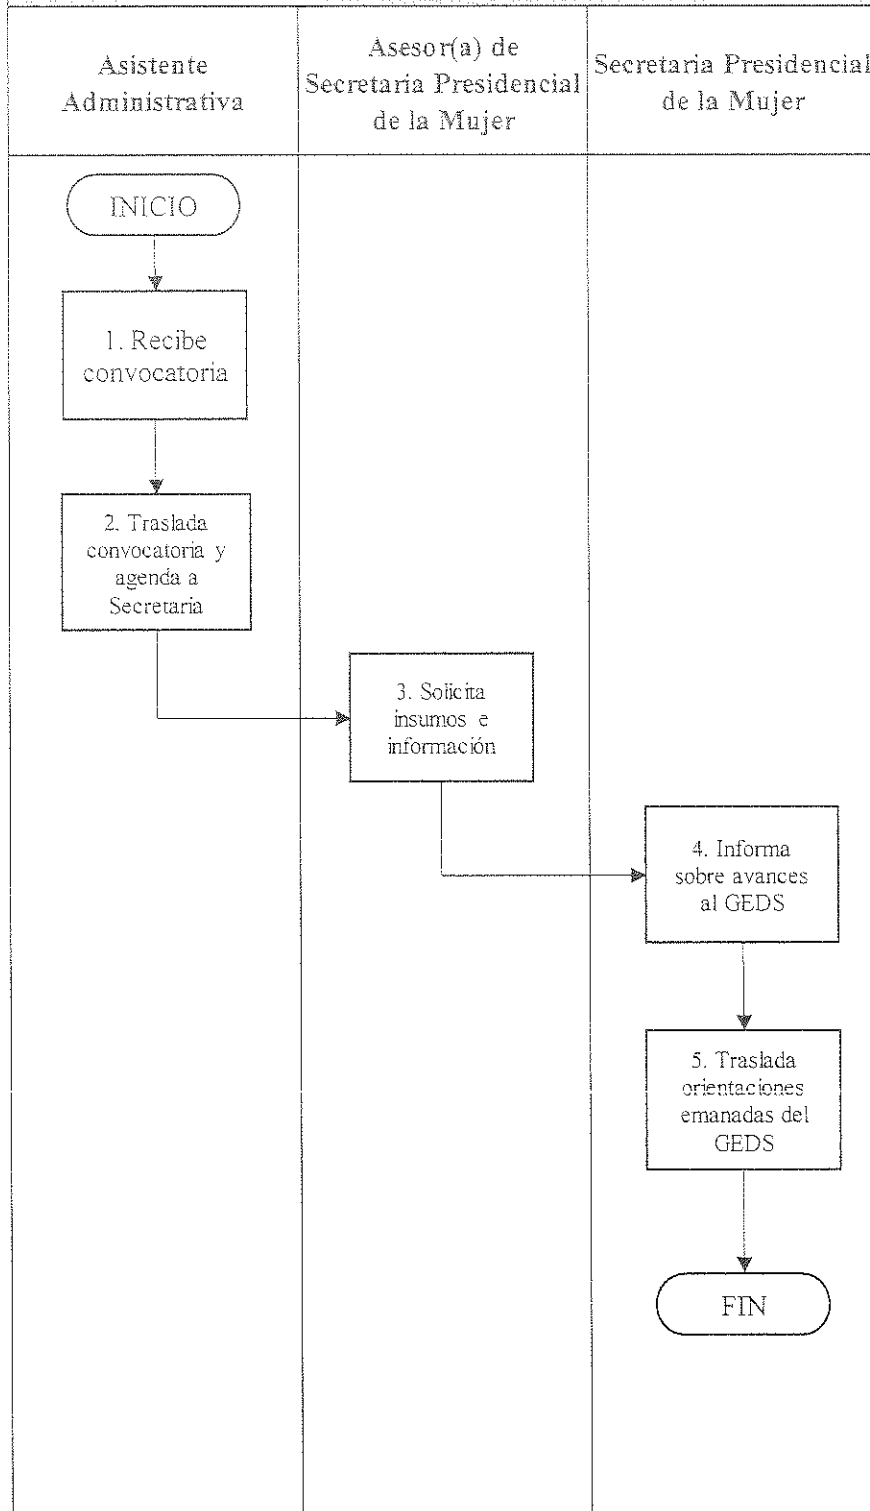 Asistente
Administrativa
Asesor(a) de
Secretaria Presidencial
de la Mujer
Secretaria Presidencial
de la Mujer
INICIO
1. Recibe
convocatoria
2. Traslada
convocatoria y
agenda a
Secretaria
3. Solicita
insumos e
información
4. Informa
sobre avances
al GEDS
5. Traslada
orientaciones
emanadas del
GEDS
FIN